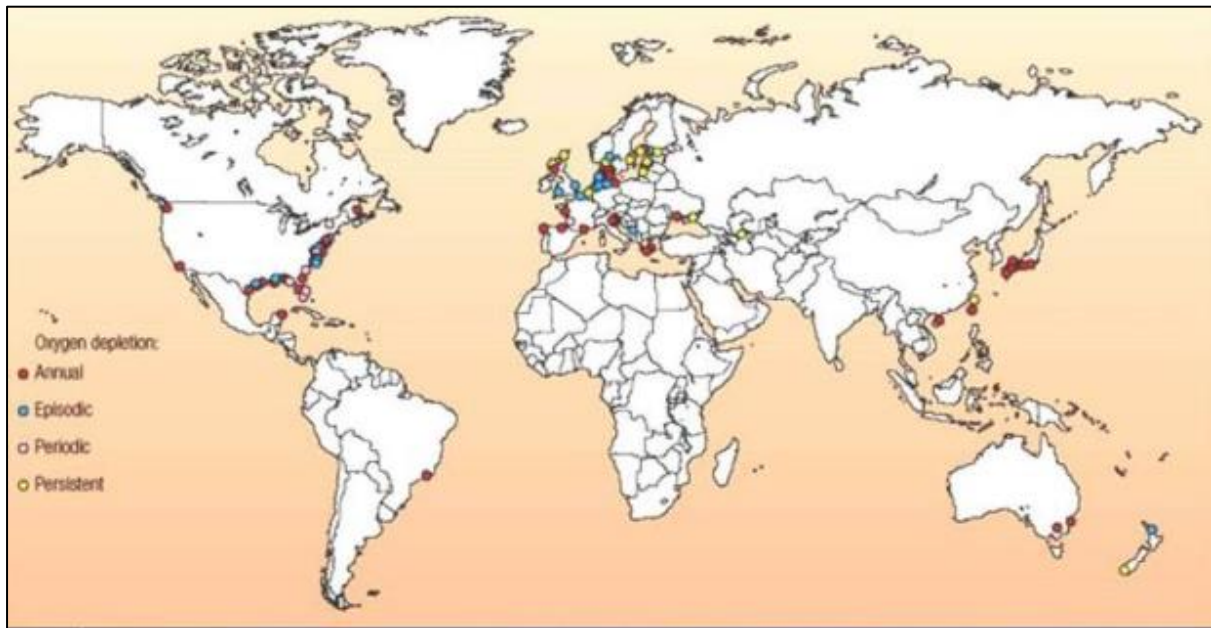 Oxygen depletion:
Annual
Episodic
Periodic
Persistent